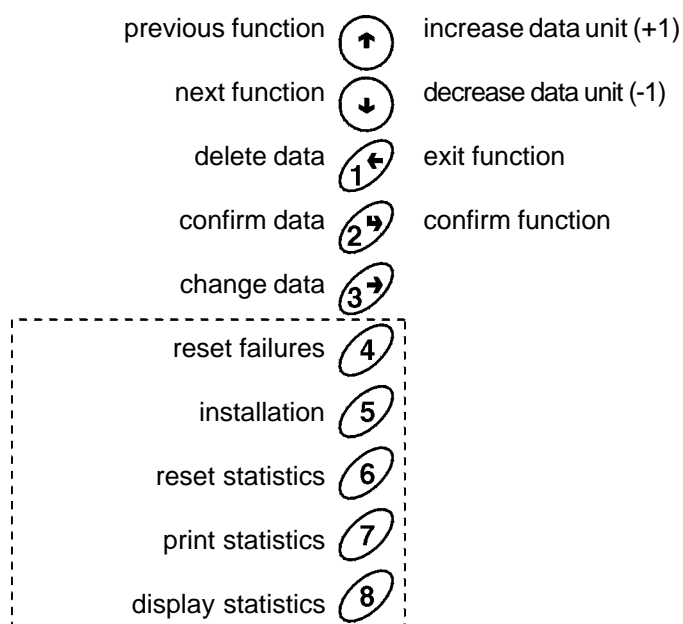 previous function ↑ increase data unit (+1)
next function ↓ decrease data unit (-1)
delete data 1 ← exit function
confirm data 2 ↵ confirm function
change data 3 → 
reset failures 4
installation 5
reset statistics 6
print statistics 7
display statistics 8